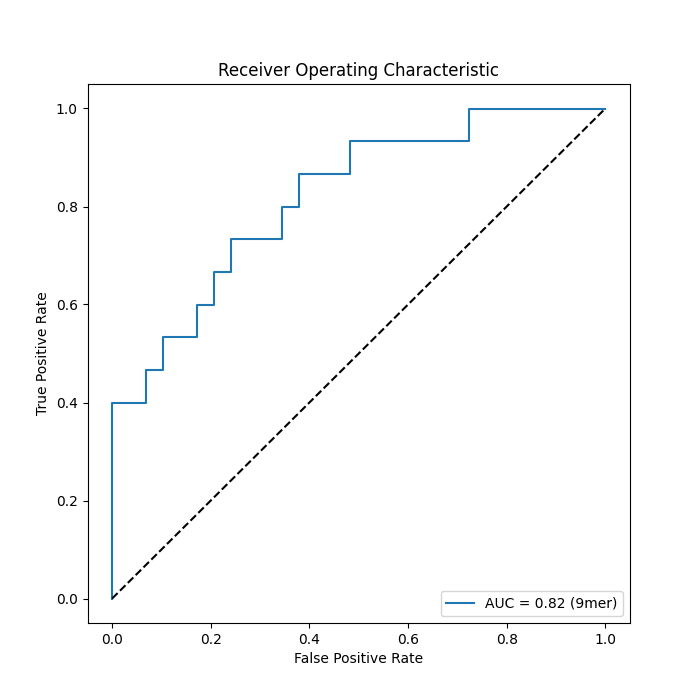 Receiver Operating Characteristic
1.0
0.8
0.6
0.4
0.2
0.0
True Positive Rate
AUC = 0.82 (9mer)
0.0 0.2 0.4 0.6 0.8 1.0
False Positive Rate